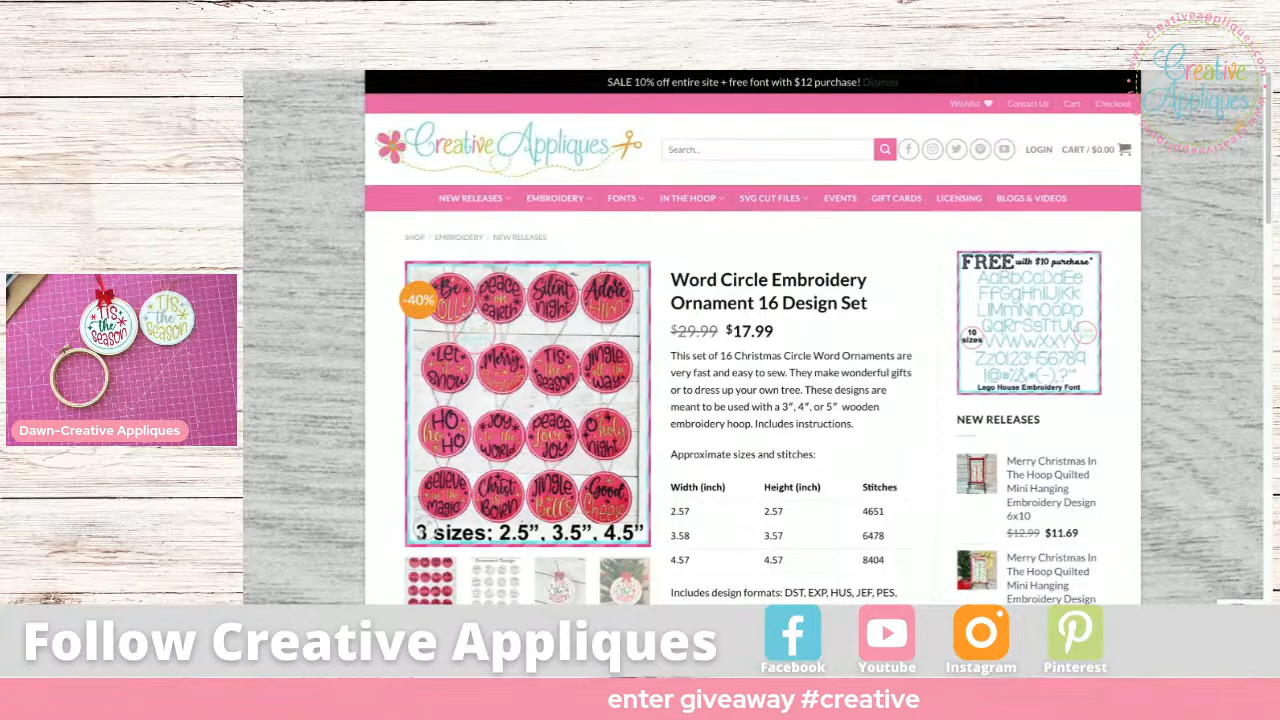 SALE 10% off entire site + free font with $12 purchase! Dismiss
Wishlist Contact Us Cart Checkout
Creative Appliques
Search...
LOGIN CART / $0.00
NEW RELEASES EMBROIDERY FONTS IN THE HOOP SVG CUT FILES EVENTS GIFT CARDS LICENSING BLOGS & VIDEOS
www.creativeappliques.com
Creative
Appliques
SHOP / EMBROIDERY / NEW RELEASES
-40%
Be JOLLY
Peace on earth
Silent night
Adore Him
Let it Snow
Merry Christmas
'TIS the SEASON
Jingle all the way
HO HO HO
JOY to the WORLD
Peace love JOY
O holy night
Believe in the Magic
Christ is Born
Jingle bells
Good cheer
3 sizes: 2.5”, 3.5”, 4.5”
Word Circle Embroidery
Ornament 16 Design Set
$29.99 $17.99
This set of 16 Christmas Circle Word Ornaments are
very fast and easy to sew. They make wonderful gifts
or to dress up your own tree. These designs are
meant to be used with a 3″, 4″, or 5″ wooden
embroidery hoop. Includes instructions.
Approximate sizes and stitches:
Width (inch) Height (inch) Stitches
2.57 2.57 4651
3.58 3.57 6478
4.57 4.57 8404
Includes design formats: DST, EXP, HUS, JEF, PES,
FREE with $10 purchase*
AaBbCcDdEe
FfGgHhIiJjKk
LlMmNnOoPp
QqRrSsTtUu
VvWwXxYyZz
Zz0123456789
10 sizes
Lego House Embroidery Font
NEW RELEASES
Merry Christmas In
The Hoop Quilted
Mini Hanging
Embroidery Design
6x10
$12.99 $11.69
Merry Christmas In
The Hoop Quilted
Mini Hanging
Embroidery Design
'TIS
the
SEASON
'TIS
the
SEASON
Dawn-Creative Appliques
Follow Creative Appliques
Facebook Youtube Instagram Pinterest
enter giveaway #creative